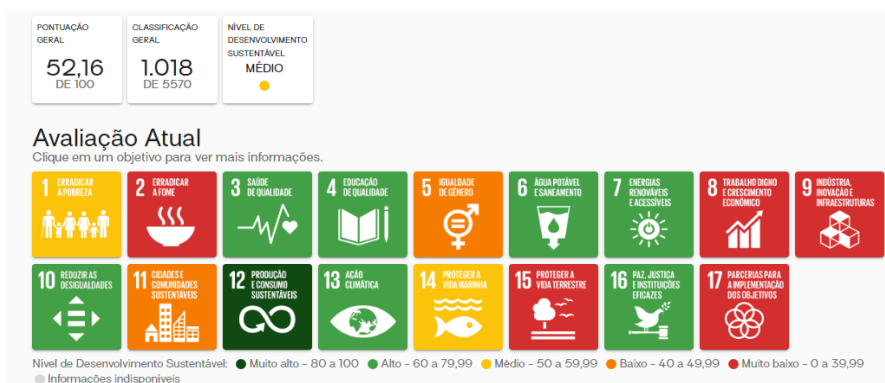 PONTUAÇÃO
GERAL
52,16
DE 100
CLASSIFICAÇÃO
GERAL
1.018
DE 5570
NÍVEL DE
DESENVOLVIMENTO
SUSTENTÁVEL
MÉDIO
Avaliação Atual
Clique em um objetivo para ver mais informações.
1 ERRADICAR
A POBREZA
2 ERRADICAR
A FOME
3 SAÚDE
DE QUALIDADE
4 EDUCAÇÃO
DE QUALIDADE
5 IGUALDADE
DE GÉNERO
6 ÁGUA POTÁVEL
E SANEAMENTO
7 ENERGIAS
RENOVÁVEIS
E ACESSÍVEIS
8 TRABALHO DIGNO
E CRESCIMENTO
ECONÓMICO
9 INDÚSTRIA,
INOVAÇÃO E
INFRAESTRUTURAS
10 REDUZIR AS
DESIGUALDADES
11 CIDADES E
COMUNIDADES
SUSTENTÁVEIS
12 PRODUÇÃO
E CONSUMO
SUSTENTÁVEIS
13 AÇÃO
CLIMÁTICA
14 PROTEGER A
VIDA MARINHA
15 PROTEGER A
VIDA TERRESTRE
16 PAZ, JUSTIÇA
E INSTITUIÇÕES
EFICAZES
17 PARCERIAS PARA
A IMPLEMENTAÇÃO
DOS OBJETIVOS
Nível de Desenvolvimento Sustentável: Muito alto - 80 a 100 Alto - 60 a 79,99 Médio - 50 a 59,99 Baixo - 40 a 49,99 Muito baixo - 0 a 39,99
Informações indisponiveis